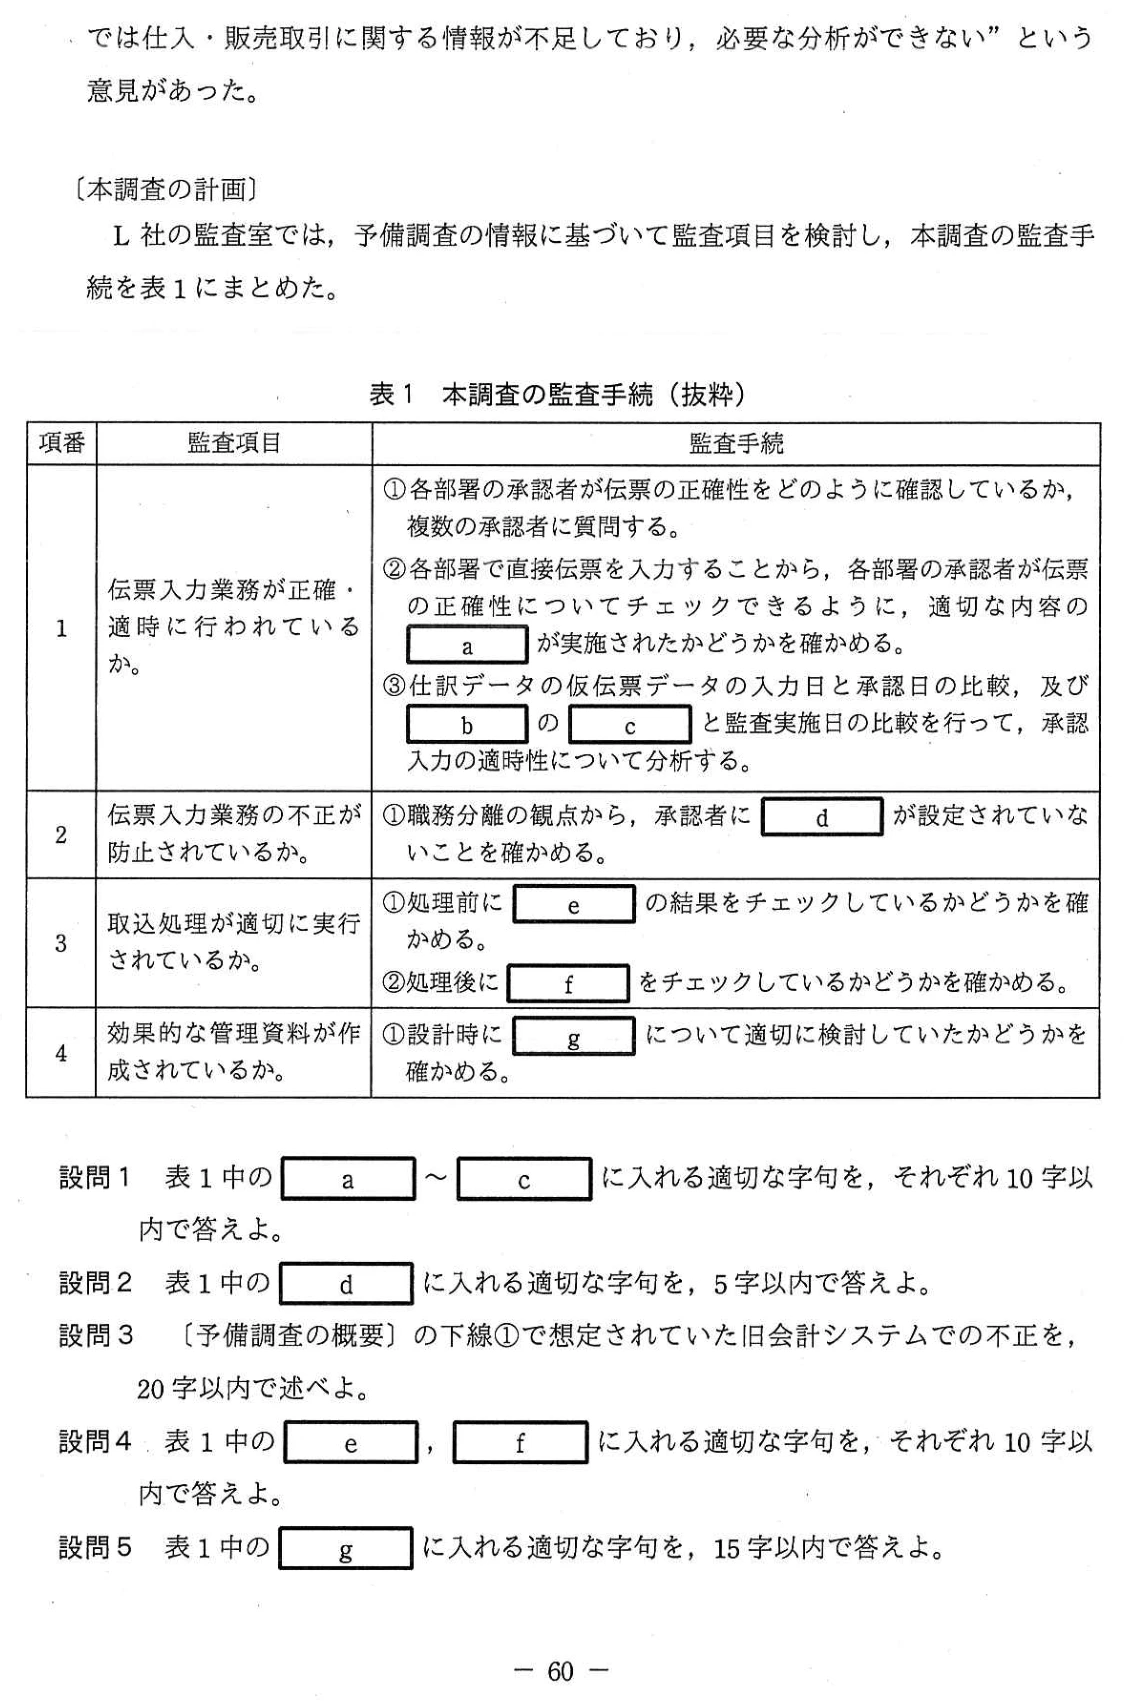 では仕入・販売取引に関する情報が不足しており，必要な分析ができない”という
意見があった。
〔本調査の計画〕
L 社の監査室では，予備調査の情報に基づいて監査項目を検討し，本調査の監査手
続を表1にまとめた。
表1 本調査の監査手続（抜粋）
項番 監査項目 監査手続
1
伝票入力業務が正確・
適時に行われている
か。
①各部署の承認者が伝票の正確性をどのように確認しているか，
複数の承認者に質問する。
②各部署で直接伝票を入力することから，各部署の承認者が伝票
の正確性についてチェックできるように，適切な内容の
a が実施されたかどうかを確かめる。
③仕訳データの仮伝票データの入力日と承認日の比較，及び
b の c と監査実施日の比較を行って，承認
入力の適時性について分析する。
2
伝票入力業務の不正が
防止されているか。
①職務分離の観点から，承認者に d が設定されていな
いことを確かめる。
3
取込処理が適切に実行
されているか。
①処理前に e の結果をチェックしているかどうかを確
かめる。
②処理後に f をチェックしているかどうかを確かめる。
4
効果的な管理資料が作
成されているか。
①設計時に g について適切に検討していたかどうかを
確かめる。
設問1 表1中の a ～ c に入れる適切な字句を，それぞれ10字以
内で答えよ。
設問2 表1中の d に入れる適切な字句を，5字以内で答えよ。
設問3 〔予備調査の概要〕の下線①で想定されていた旧会計システムでの不正を，
20字以内で述べよ。
設問4 表1中の e ， f に入れる適切な字句を，それぞれ10字以
内で答えよ。
設問5 表1中の g に入れる適切な字句を，15字以内で答えよ。
－ 60 －